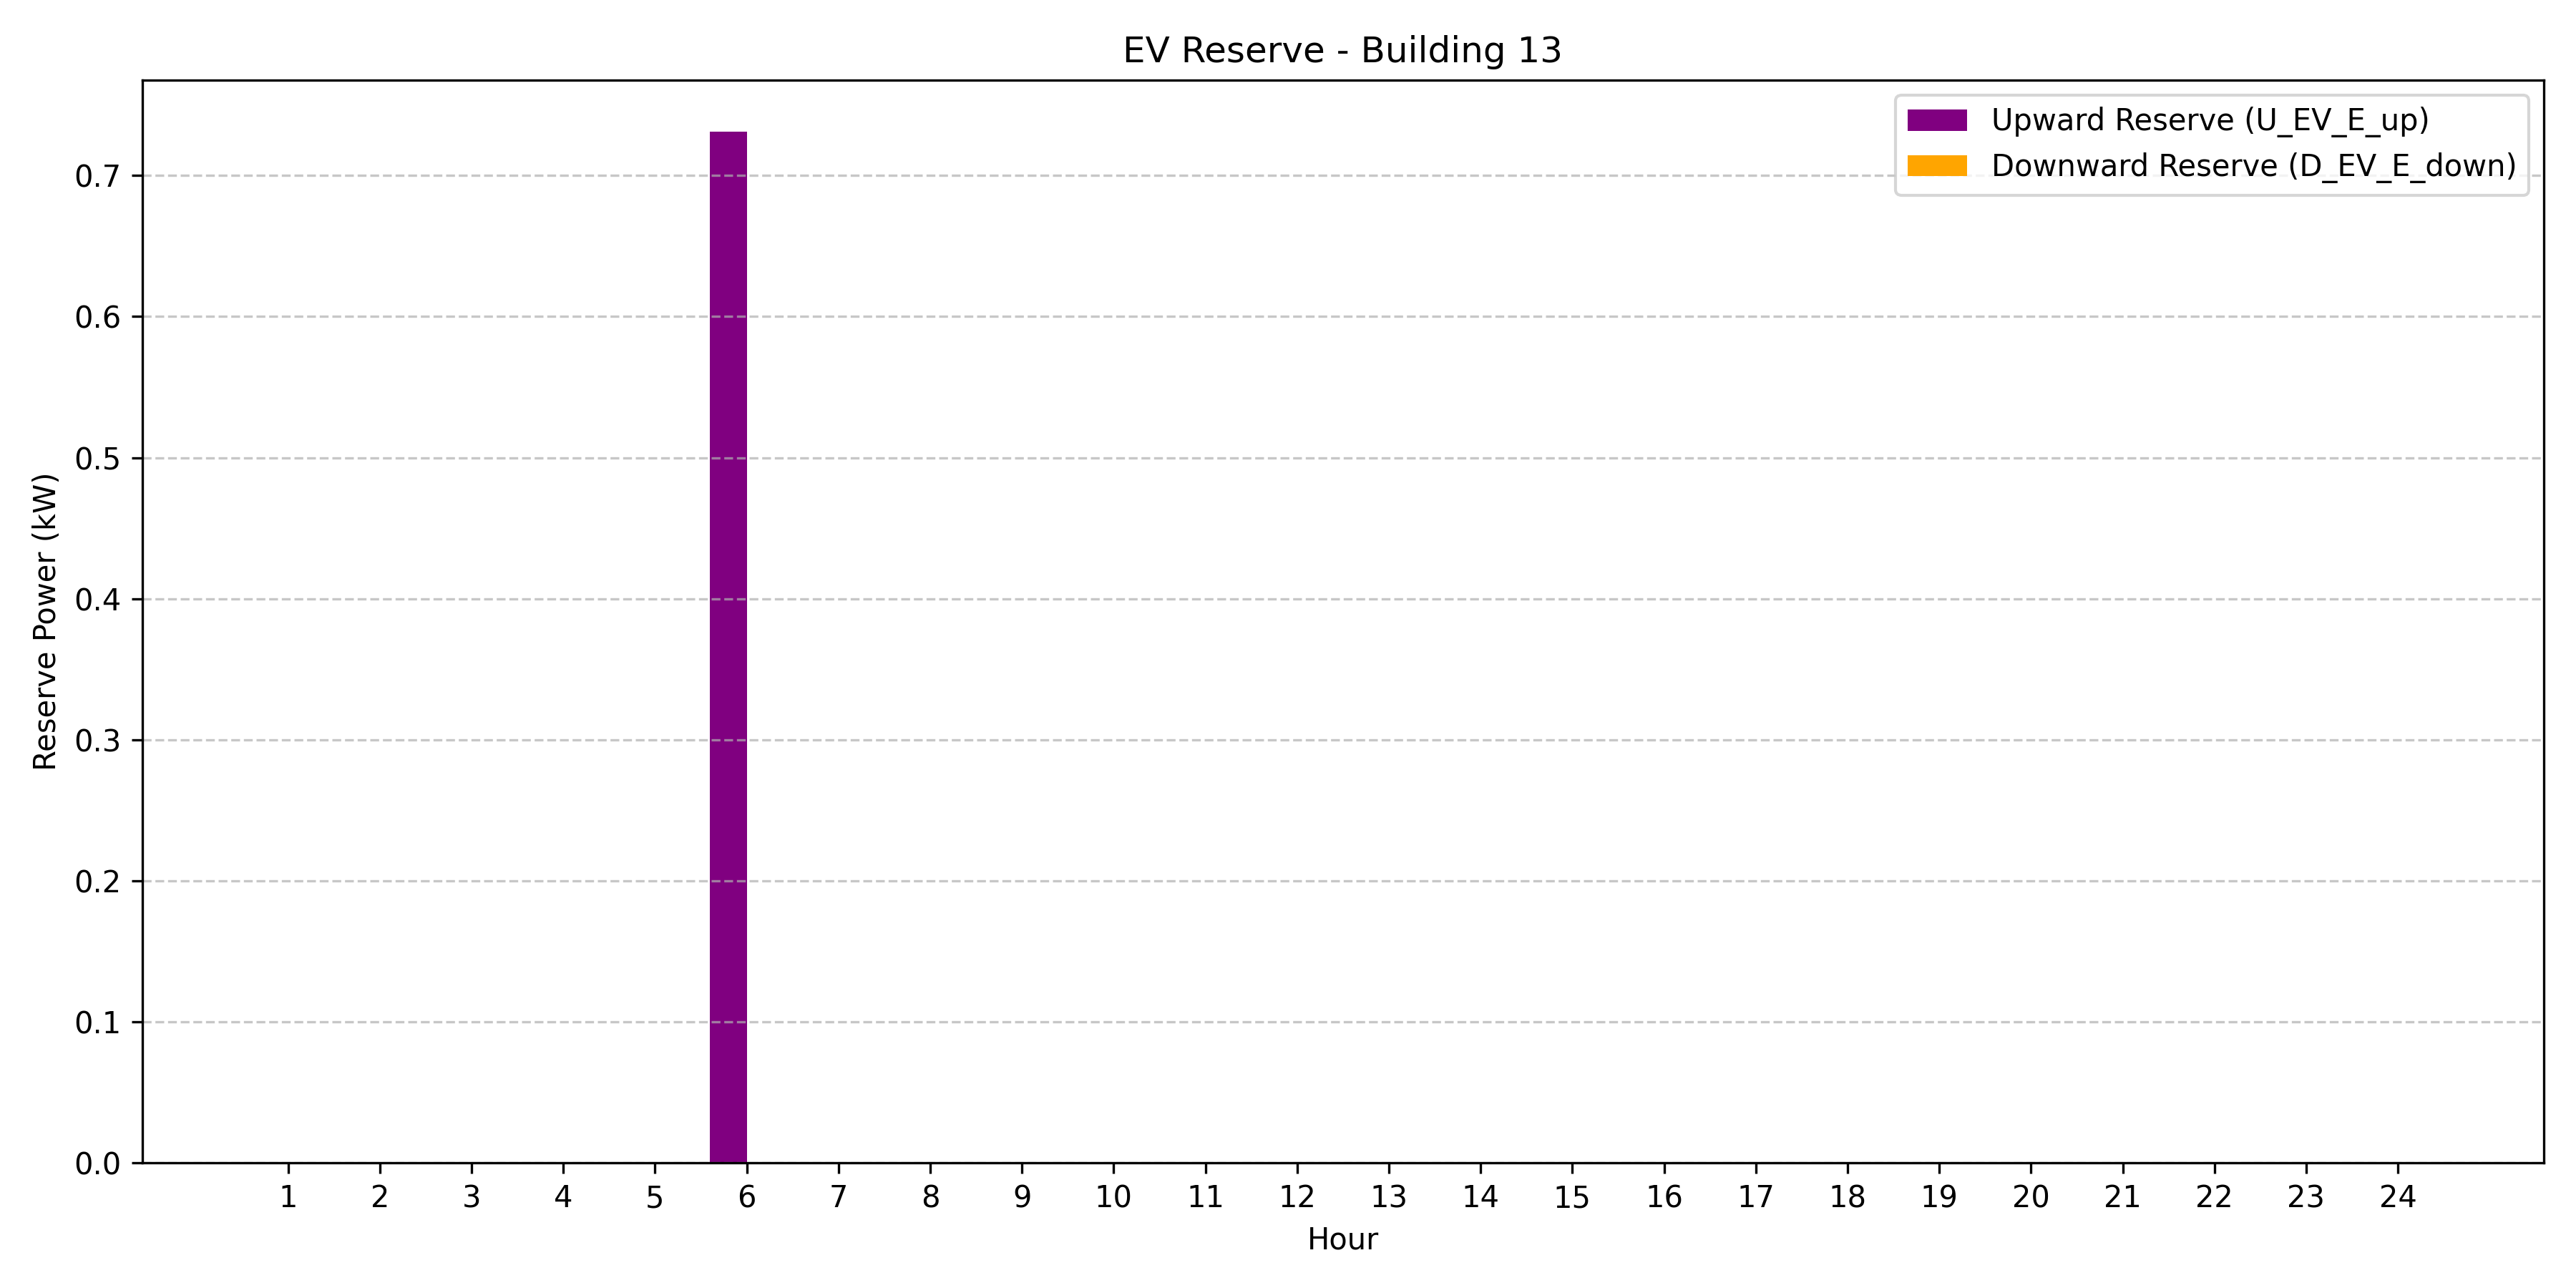 EV Reserve - Building 13
Upward Reserve (U_EV_E_up)
Downward Reserve (D_EV_E_down)
Reserve Power (kW)
0.7
0.6
0.5
0.4
0.3
0.2
0.1
0.0
1 2 3 4 5 6 7 8 9 10 11 12 13 14 15 16 17 18 19 20 21 22 23 24
Hour